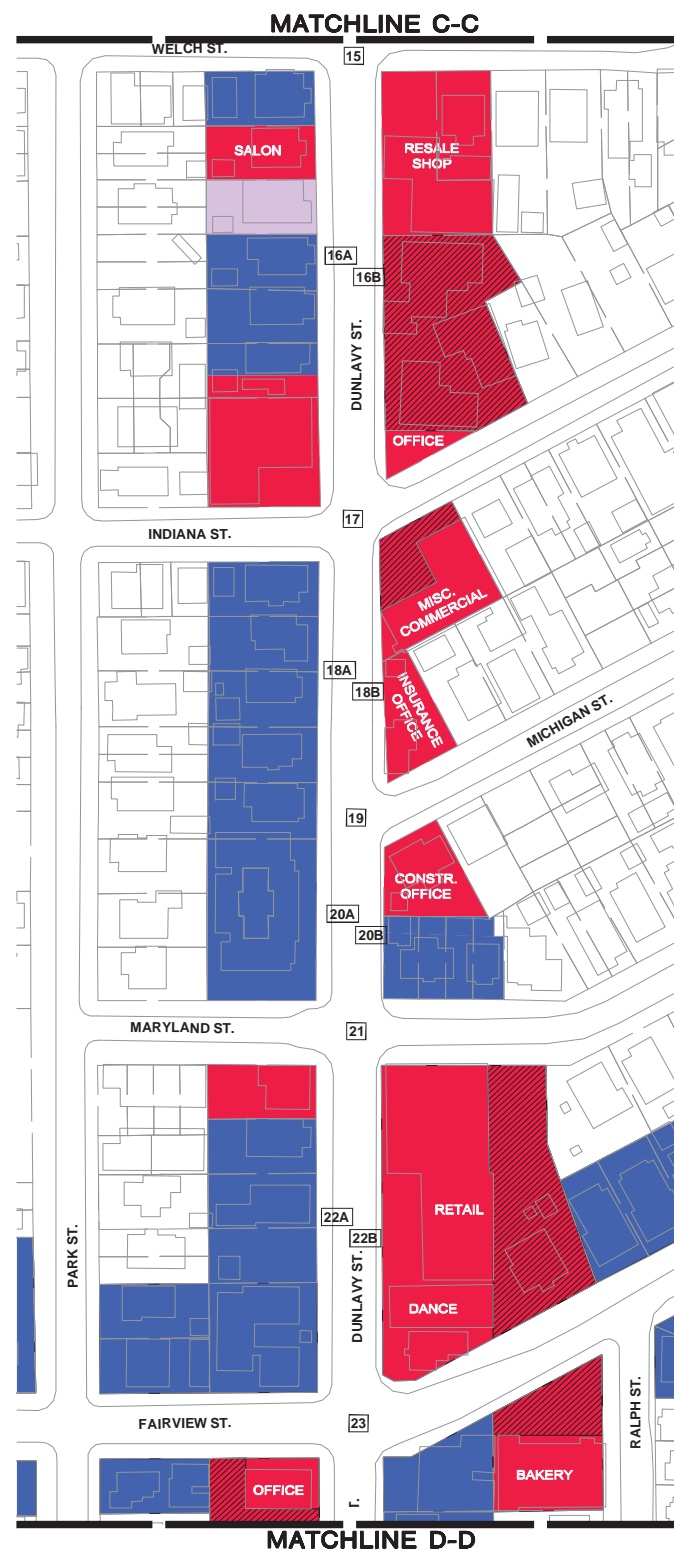 MATCHLINE C-C
WELCH ST.
15
SALON
RESALE
SHOP
16A
16B
DUNLAVY ST.
OFFICE
17
INDIANA ST.
MISC.
COMMERCIAL
18A
18B
INSURANCE
OFFICE
MICHIGAN ST.
19
CONSTR.
OFFICE
20A
20B
MARYLAND ST.
21
RETAIL
22A
22B
PARK ST.
DUNLAVY ST.
DANCE
FAIRVIEW ST.
23
RALPH ST.
BAKERY
OFFICE
MATCHLINE D-D